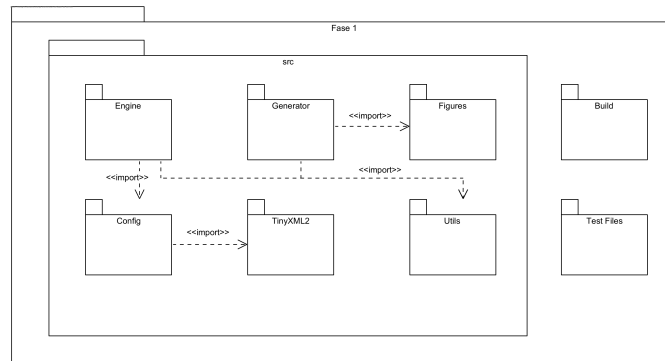 Fase 1
src
Engine
Generator
Figures
Build
<<import>>
<<import>>
<<import>>
Config
TinyXML2
Utils
Test Files
<<import>>